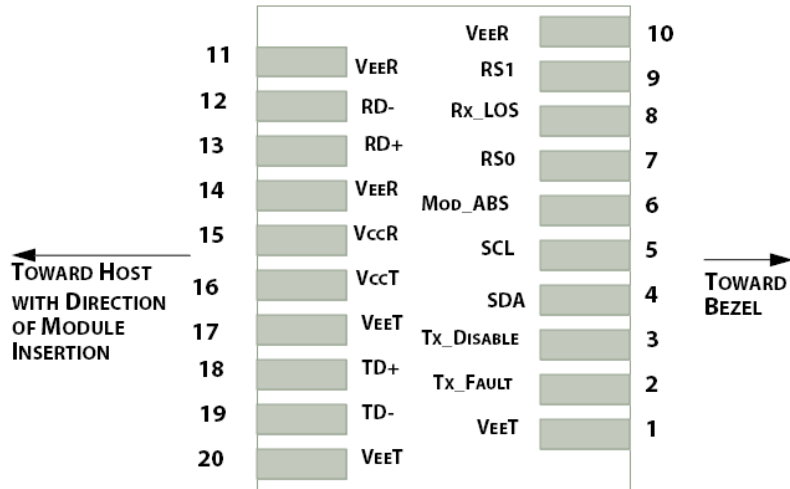 11 VEER
12 RD-
13 RD+
14 VEER
15 VCCR
16 VCCT
17 VEET
18 TD+
19 TD-
20 VEET
VEER 10
RS1 9
RX_LOS 8
RS0 7
MOD_ABS 6
SCL 5
SDA 4
TX_DISABLE 3
TX_FAULT 2
VEET 1
TOWARD HOST
WITH DIRECTION
OF MODULE
INSERTION
TOWARD
BEZEL